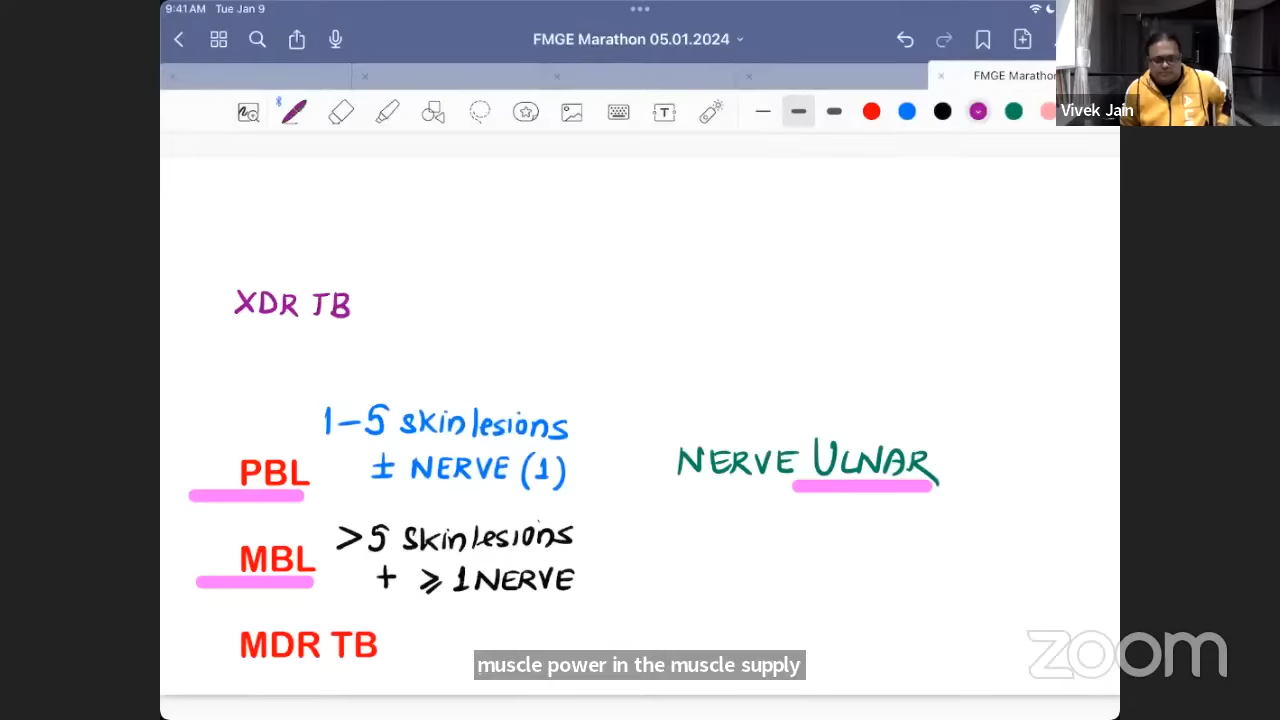 9:41 AM Tue Jan 9
FMGE Marathon 05.01.2024
FMGE Marathon
T
Vivek Jain
XDR TB
1-5 skin lesions
PBL ± NERVE (1)
NERVE ULNAR
>5 skin lesions
MBL + ≥ 1 NERVE
MDR TB
muscle power in the muscle supply
zoom